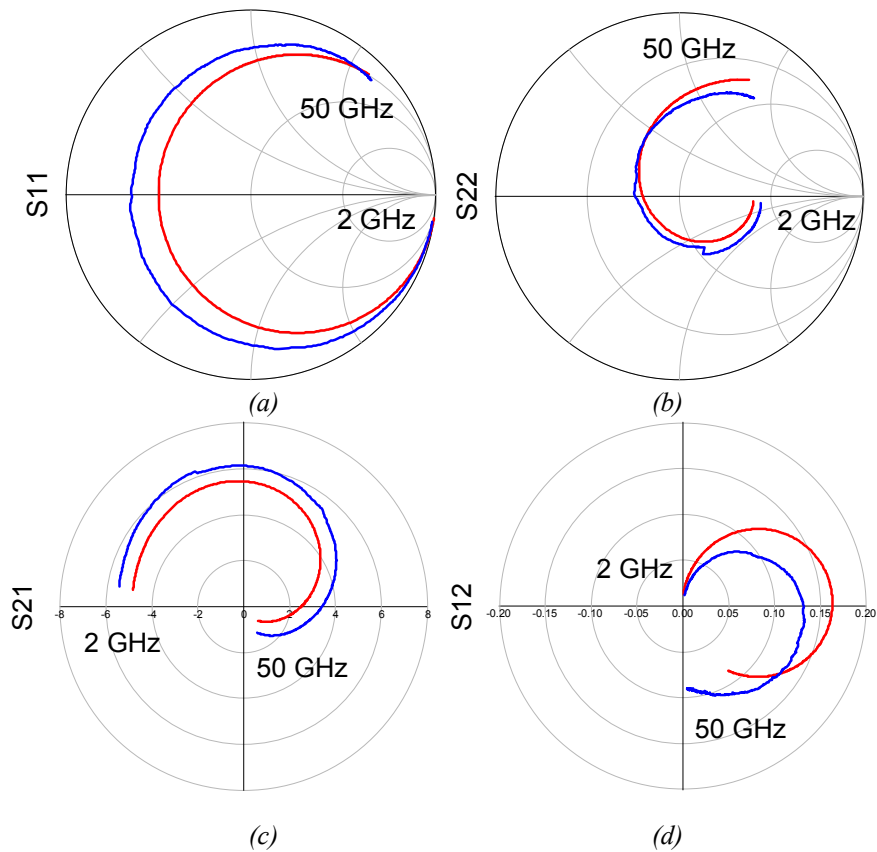 S11
50 GHz
2 GHz
(a)
S22
50 GHz
2 GHz
(b)
S21
-8 -6 -4 -2 0 2 4 6 8
2 GHz
50 GHz
(c)
S12
2 GHz
-0.20 -0.15 -0.10 -0.05 0.00 0.05 0.10 0.15 0.20
50 GHz
(d)